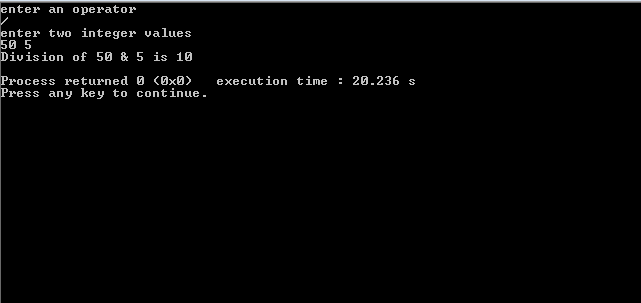 enter an operator
/
enter two integer values
50 5
Division of 50 & 5 is 10
Process returned 0 (0x0)   execution time : 20.236 s
Press any key to continue.